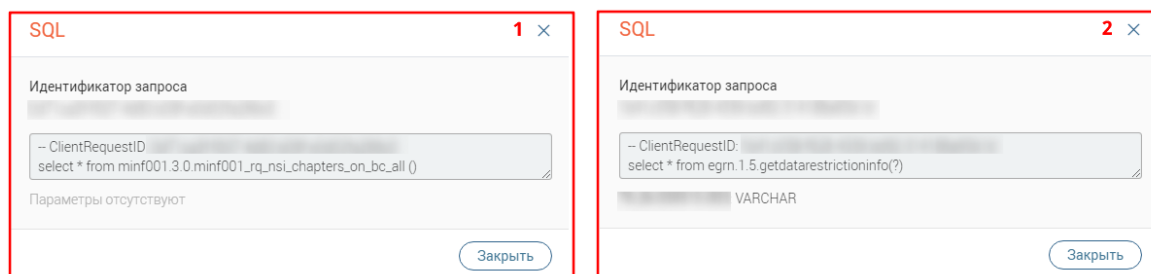 SQL 1 ×
Идентификатор запроса
-- ClientRequestID
select * from minf001.3.0.minf001_rq_nsi_chapters_on_bc_all ()
Параметры отсутствуют
Закрыть
SQL 2 ×
Идентификатор запроса
-- ClientRequestID:
select * from egrn.1.5.getdatarestrictioninfo(?)
VARCHAR
Закрыть